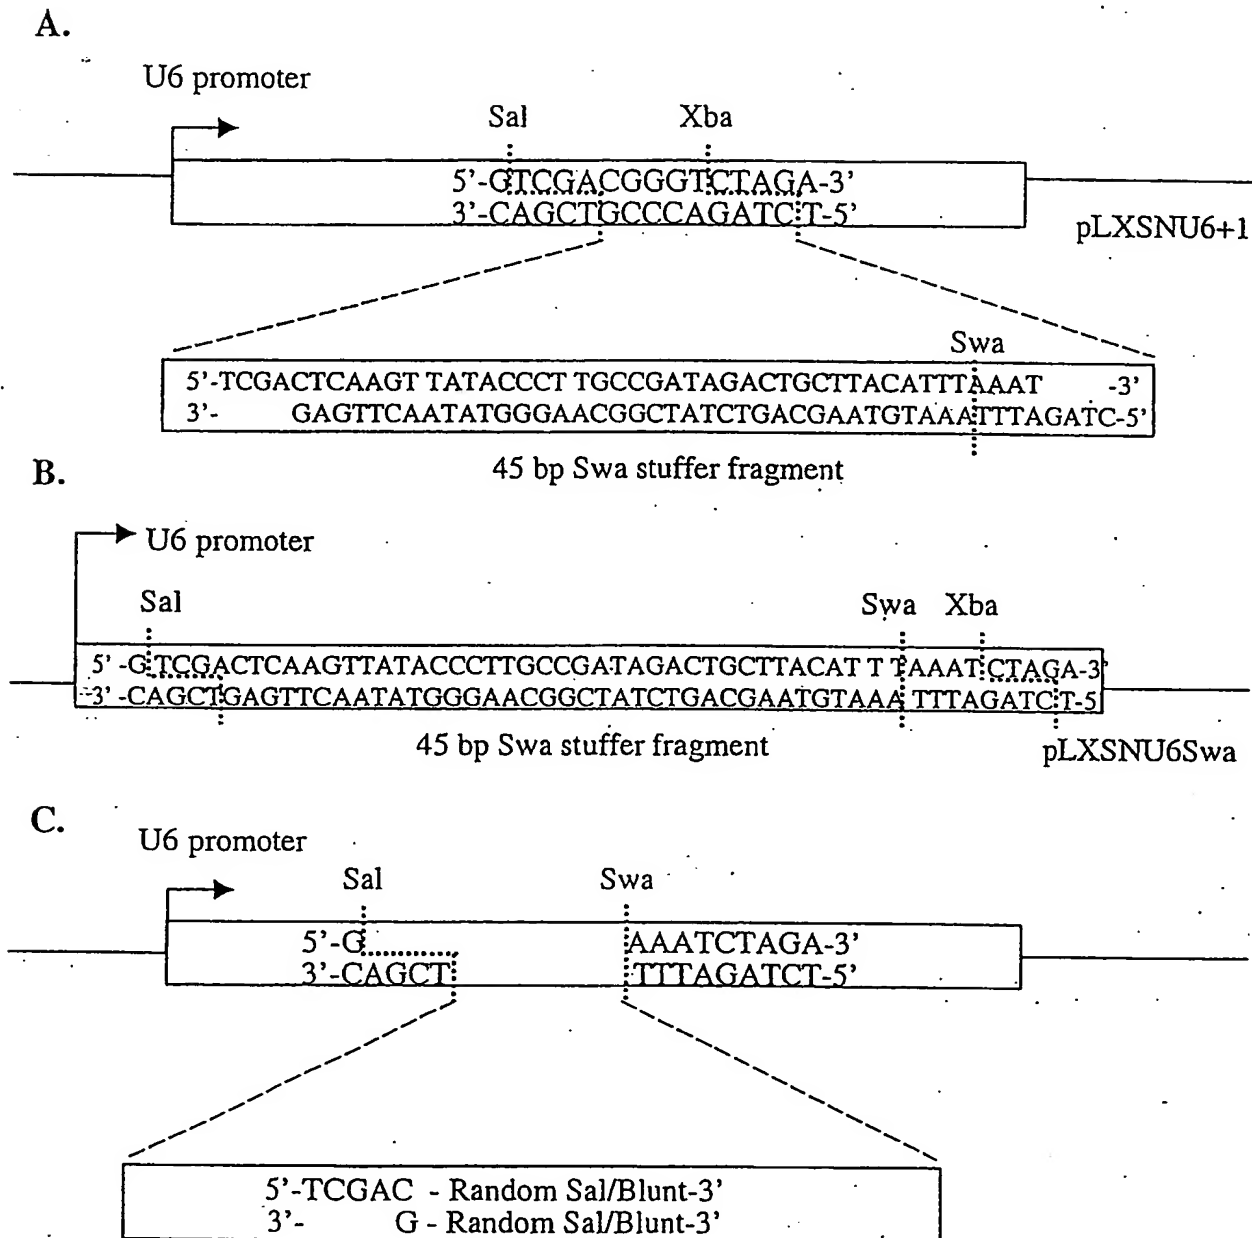 A.
U6 promoter
Sal Xba
5'-GTCGACGGGTCTAGA-3'
3'-CAGCTGCCCAGATCT-5'
pLXSNU6+1
Swa
5'-TCGACTCAAGT TATACCCT TGCCGATAGACTGCTTACATTTAAAT -3'
3'- GAGTTCAATATGGGAACGGCTATCTGACGAATGTAAATTTAGATC-5'
45 bp Swa stuffer fragment
B.
U6 promoter
Sal Swa Xba
5' -GTCGACTCAAGTTATACCCTTGCCGATAGACTGCTTACAT T TAAATCTAGA-3'
3'-CAGCTGAGTTCAATATGGGAACGGCTATCTGACGAATGTAAA TTTAGATCT-5
45 bp Swa stuffer fragment
pLXSNU6Swa
C.
U6 promoter
Sal Swa
5'-G AAATCTAGA-3'
3'-CAGCT TTTAGATCT-5'
5'-TCGAC - Random Sal/Blunt-3'
3'- G - Random Sal/Blunt-3'